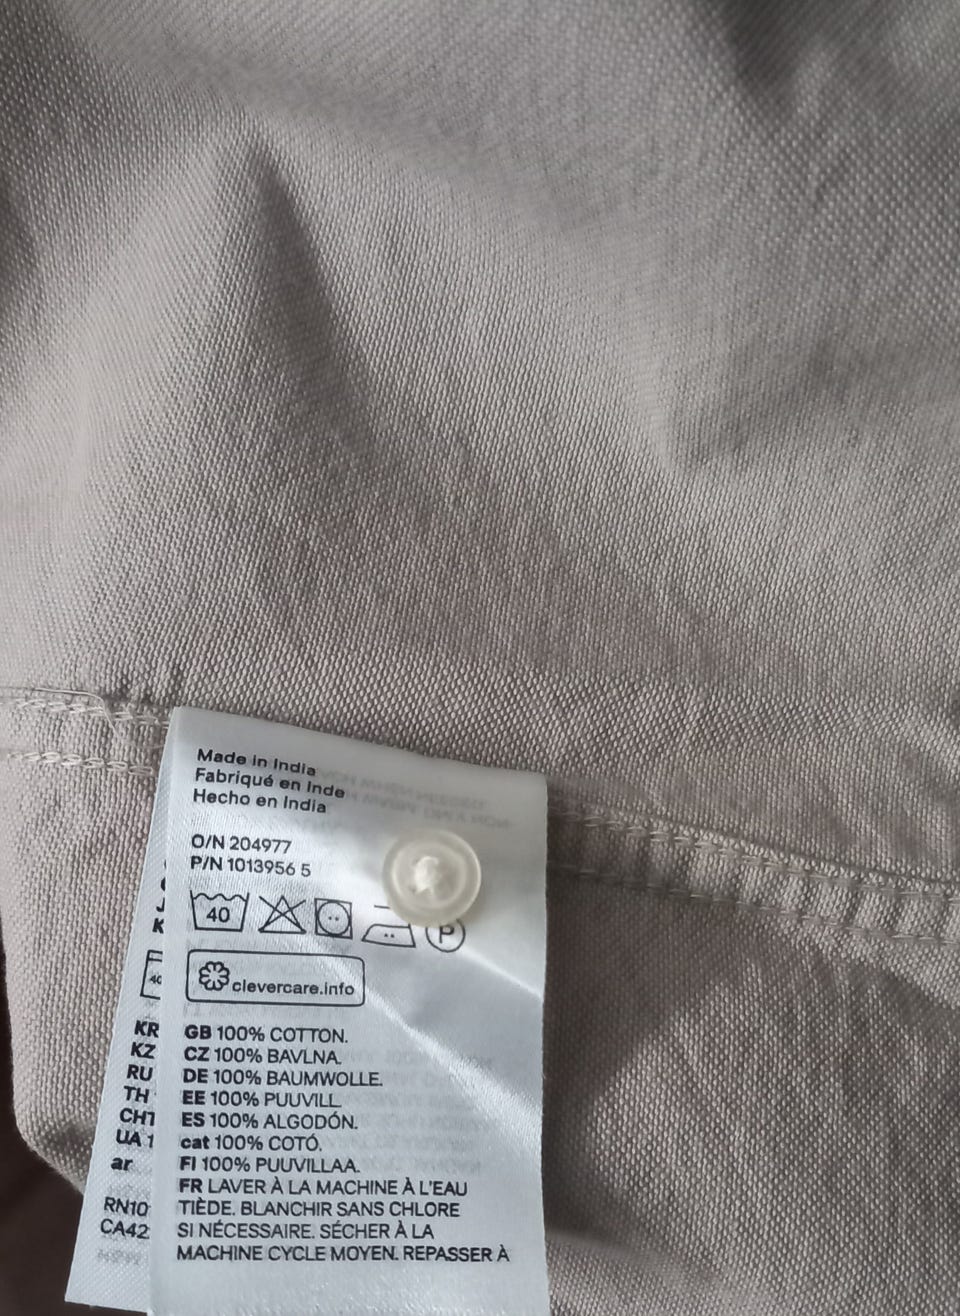 Made in India
Fabriqué en Inde
Hecho en India
O/N 204977
P/N 1013956 5
40
P
clevercare.info
GB 100% COTTON.
CZ 100% BAVLNA.
DE 100% BAUMWOLLE.
EE 100% PUUVILL.
ES 100% ALGODÓN.
cat 100% COTÓ.
FI 100% PUUVILLAA.
FR LAVER À LA MACHINE À L'EAU
TIÈDE. BLANCHIR SANS CHLORE
SI NÉCESSAIRE. SÉCHER À LA
MACHINE CYCLE MOYEN. REPASSER À
K
40
KR
KZ
RU
TH
CHT
UA 1
ar
RN10
CA42